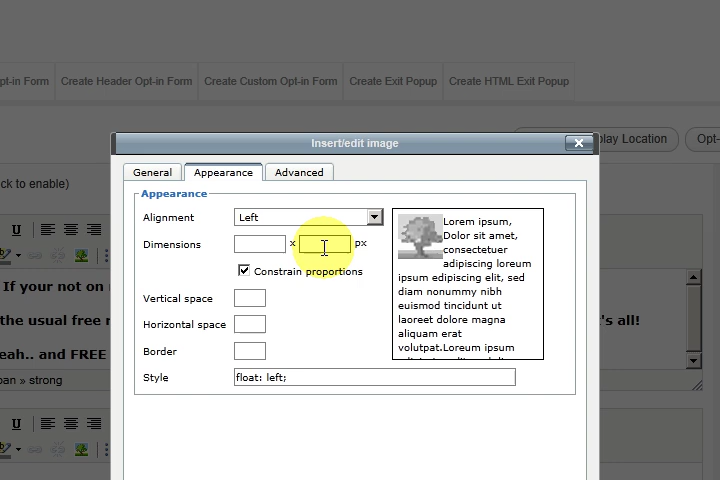 pt-in Form Create Header Opt-in Form Create Custom Opt-in Form Create Exit Popup Create HTML Exit Popup
Insert/edit image
play Location Opt-
General Appearance Advanced
ck to enable)
Appearance
Alignment Left
Dimensions x px
Constrain proportions
Vertical space
Horizontal space
Border
Style float: left;
Lorem ipsum,
Dolor sit amet,
consectetuer
adipiscing loreem
ipsum edipiscing elit, sed
diam nonummy nibh
euismod tincidunt ut
laoreet dolore magna
aliquam erat
volutpat.Loreum ipsum
U
If your not on
the usual free 's all!
eah.. and FREE
pan » strong
U